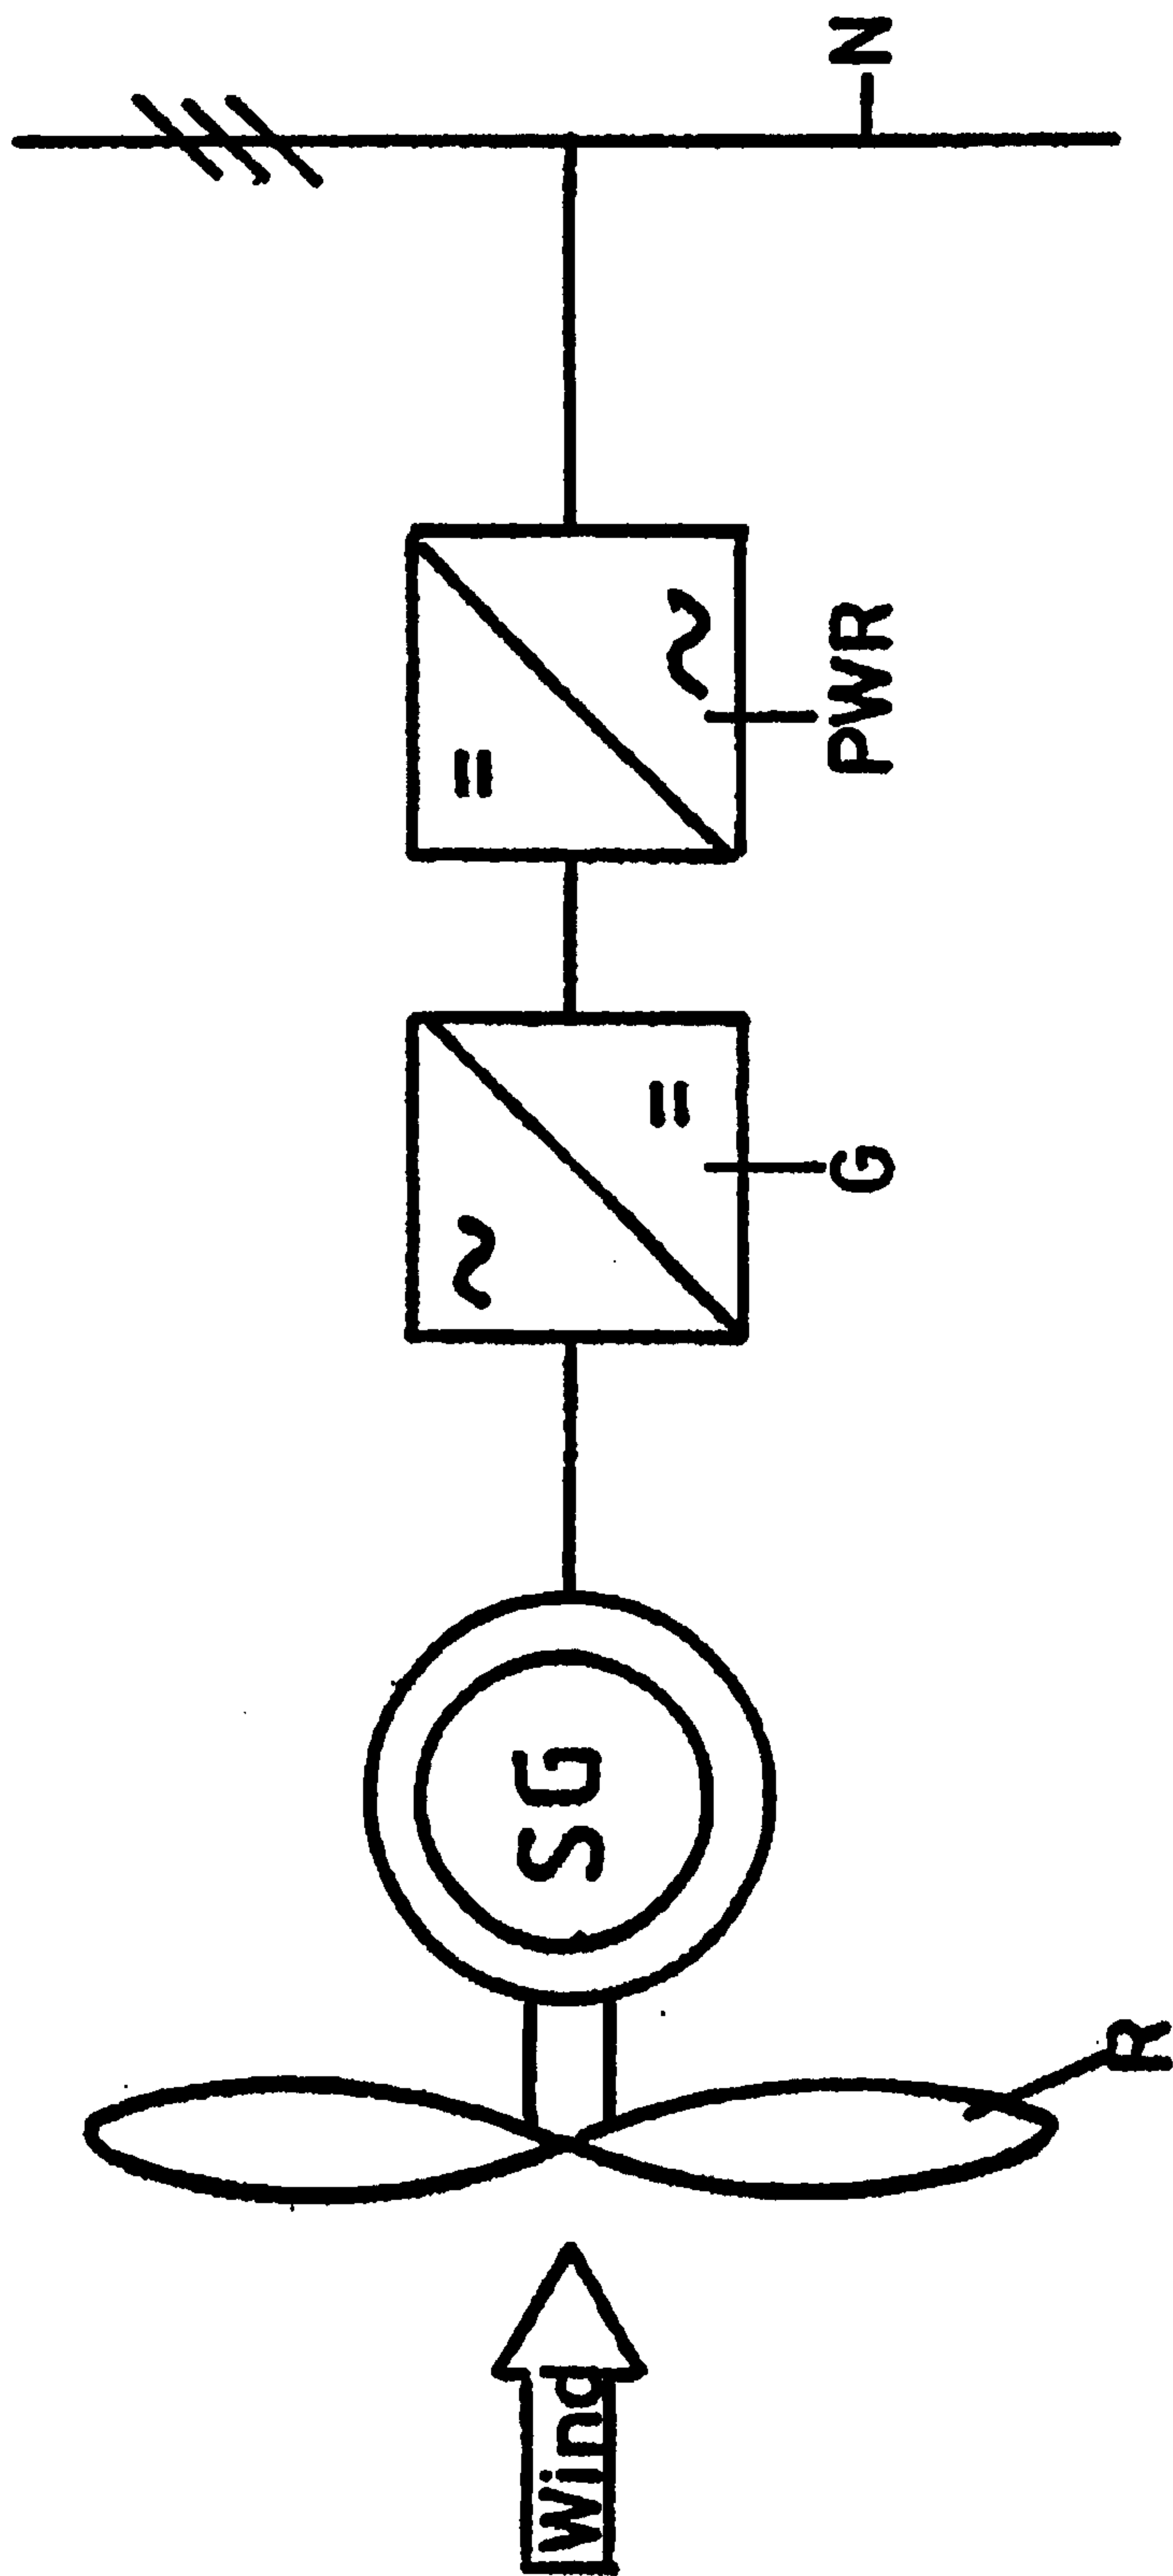 Wind
R
SG
~
=
G
=
~
PWR
N